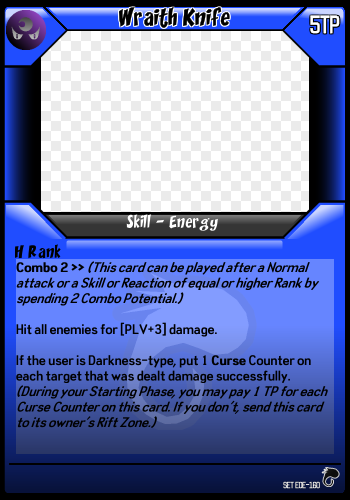 Wraith Knife
5TP
Skill - Energy
H Rank
Combo 2 >> (This card can be played after a Normal
attack or a Skill or Reaction of equal or higher Rank by
spending 2 Combo Potential.)
Hit all enemies for [PLV+3] damage.
If the user is Darkness-type, put 1 Curse Counter on
each target that was dealt damage successfully.
(During your Starting Phase, you may pay 1 TP for each
Curse Counter on this card. If you don't, send this card
to its owner's Rift Zone.)
SET EDE-160